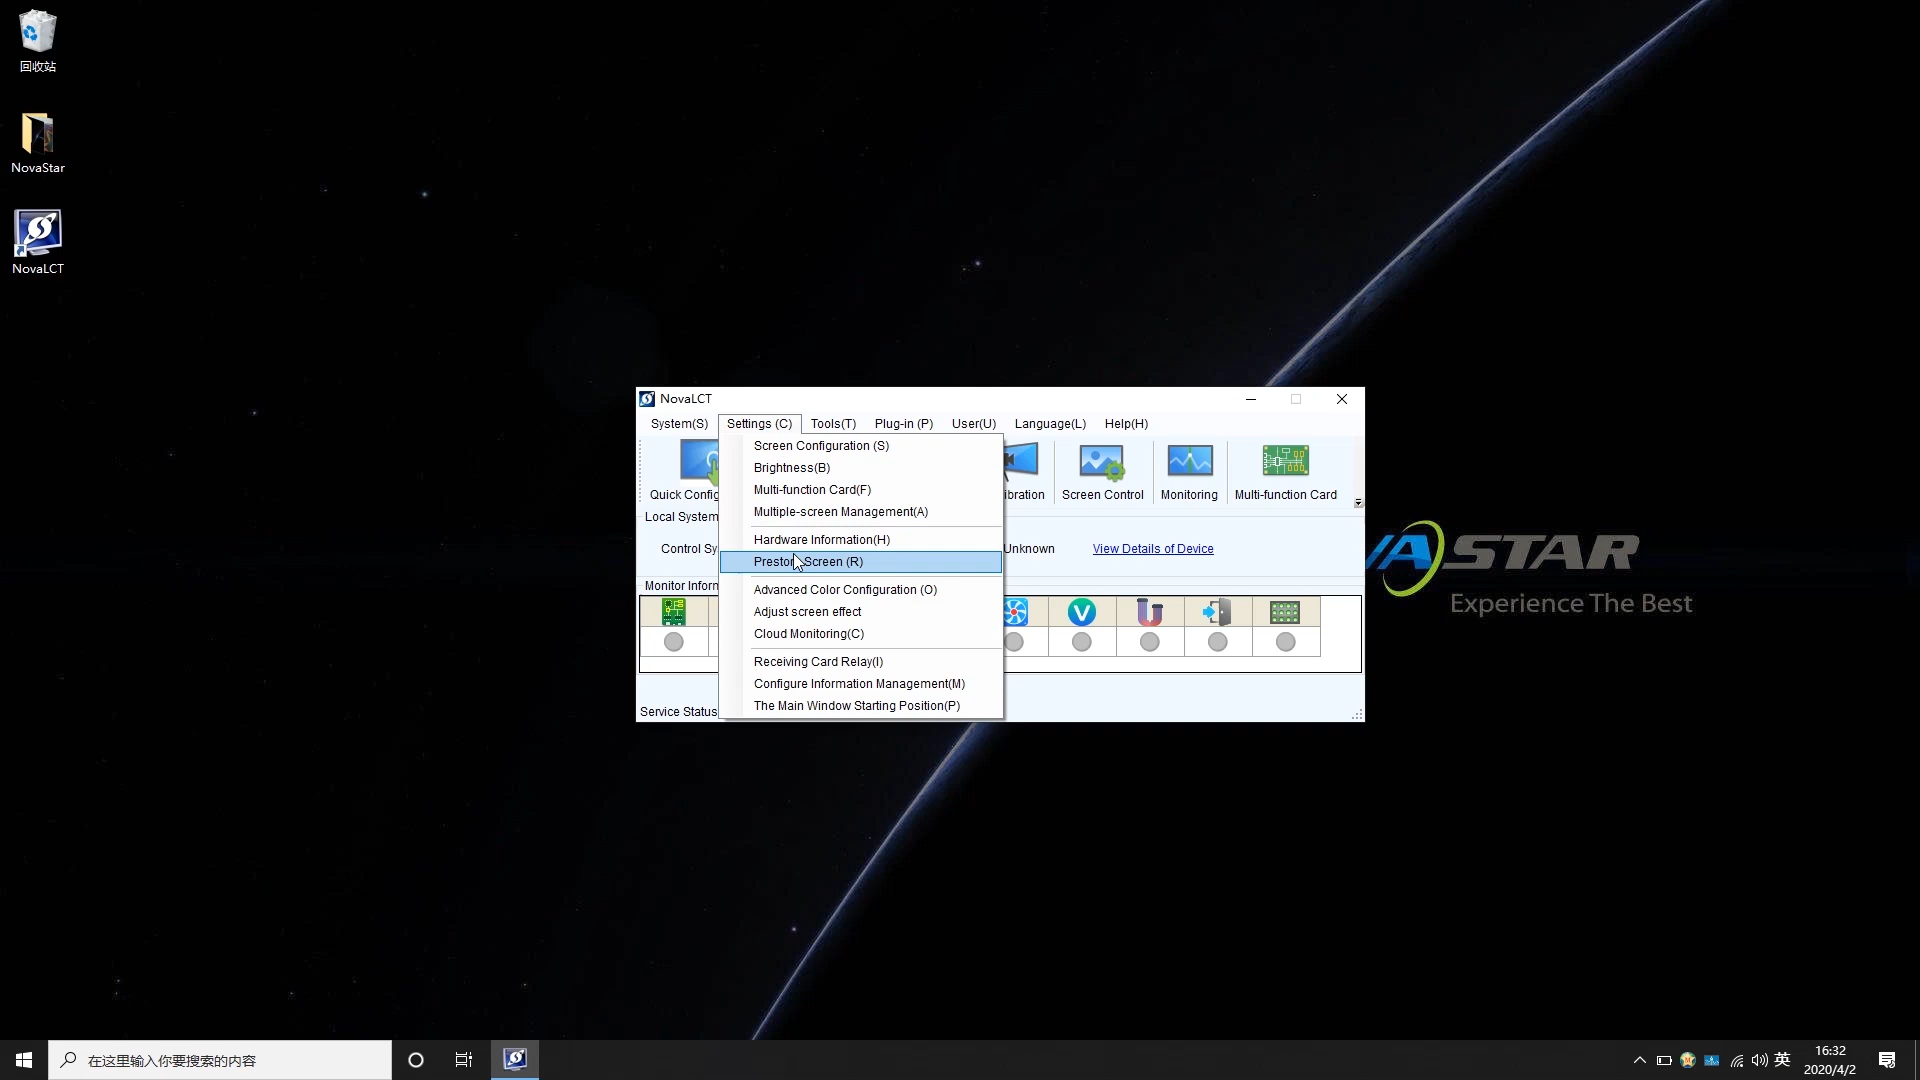 回收站
NovaStar
NovaLCT
NovaLCT
System(S)
Settings (C)
Tools(T)
Plug-in (P)
User(U)
Language(L)
Help(H)
Screen Configuration (S)
Brightness(B)
Multi-function Card(F)
Multiple-screen Management(A)
Hardware Information(H)
Screen (R)
Advanced Color Configuration (O)
Adjust screen effect
Cloud Monitoring(C)
Receiving Card Relay(I)
Configure Information Management(M)
The Main Window Starting Position(P)
Quick Config
ibration
Screen Control
Monitoring
Multi-function Card
Local System
Control Sy
Unknown
View Details of Device
Monitor Inform
Service Status
ASTAR
Experience The Best
在这里输入你要搜索的内容
英
16:32
2020/4/2